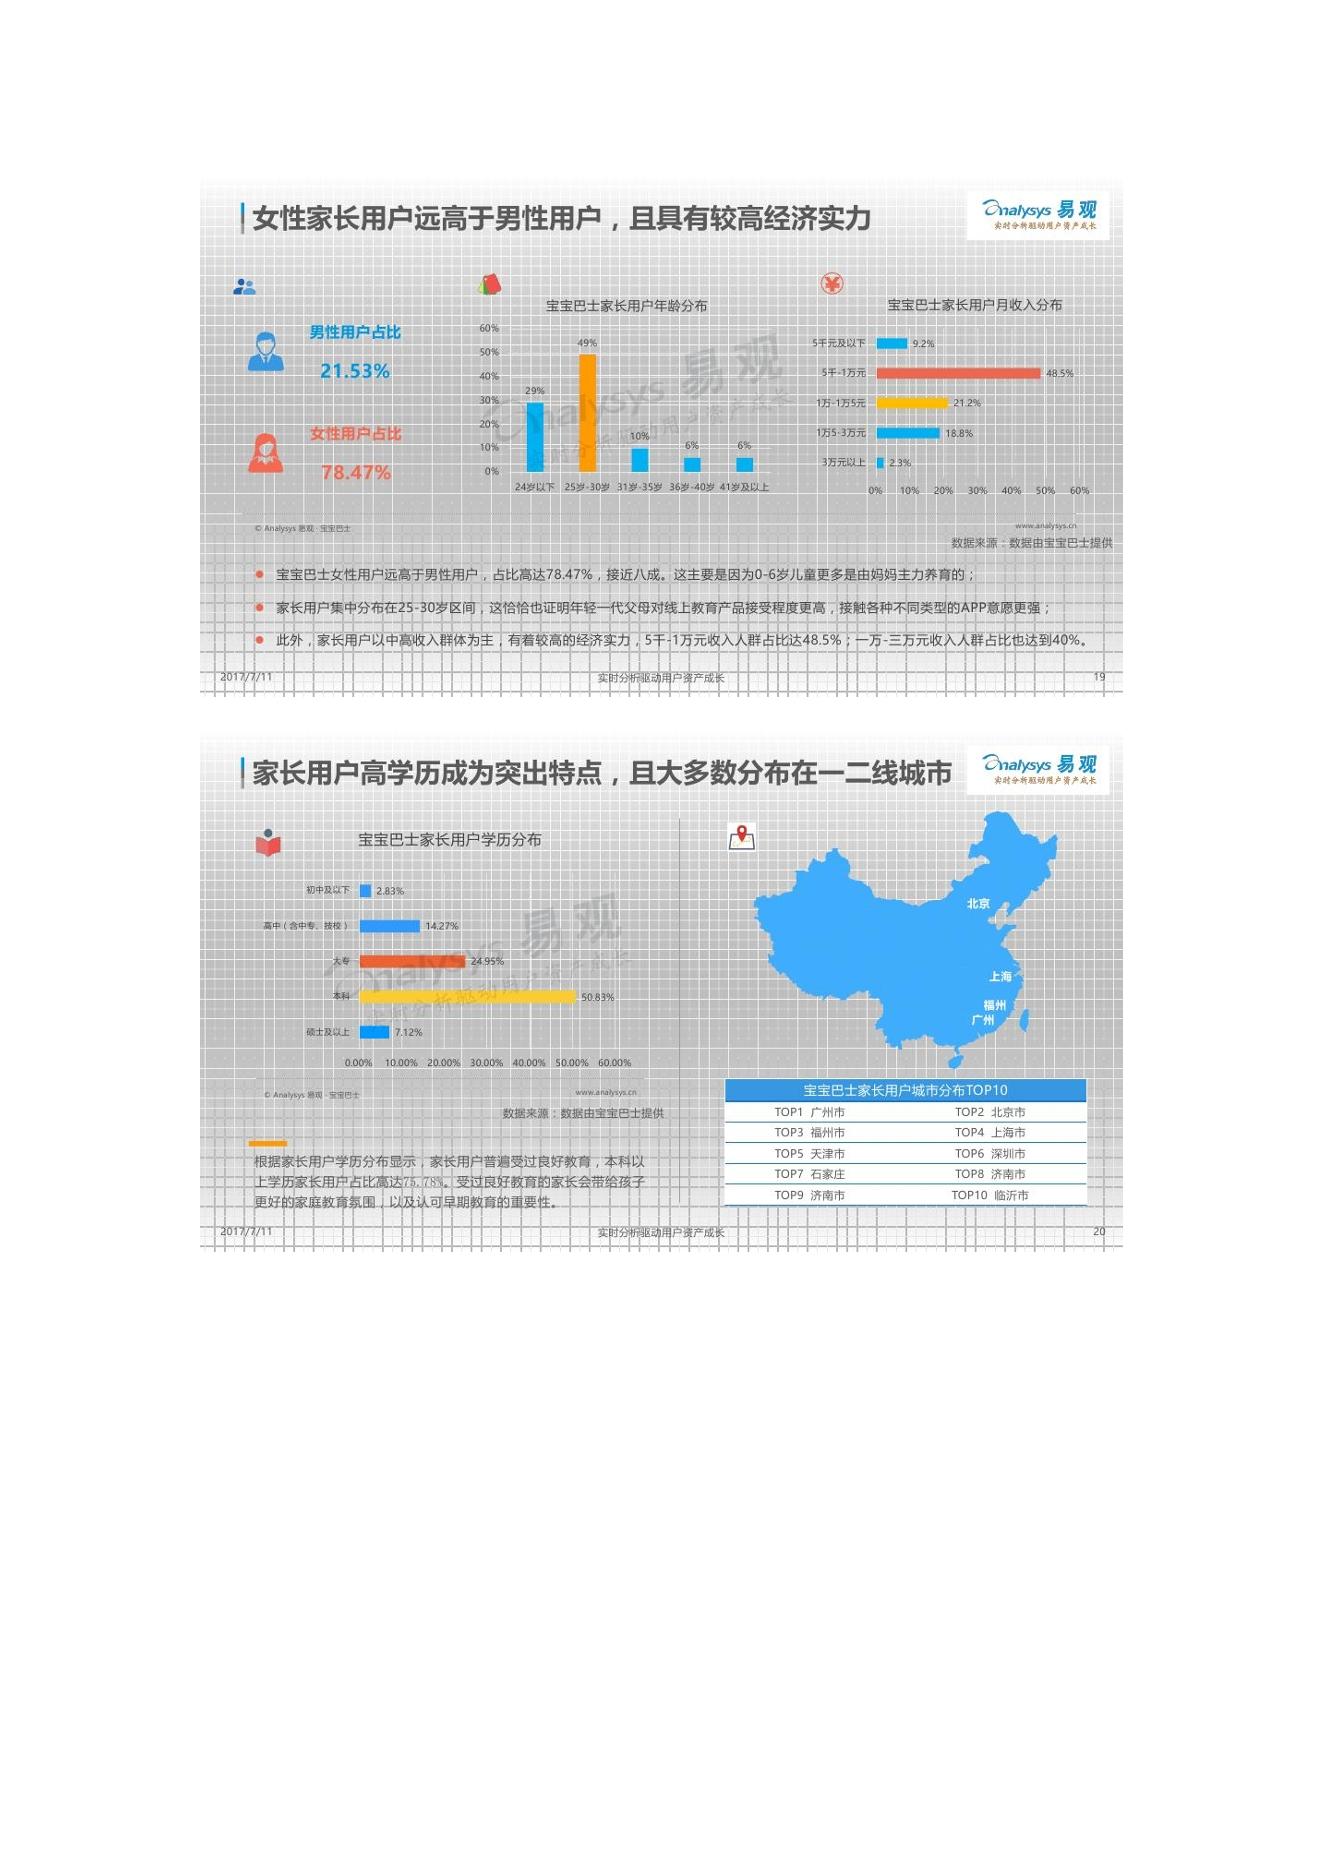 女性家长用户远高于男性用户，且具有较高经济实力
analysys 易观
实时分析驱动用户资产成长
男性用户占比
21.53%
女性用户占比
78.47%
宝宝巴士家长用户年龄分布
60%
50%
40%
30%
20%
10%
0%
29%
49%
10%
6%
6%
24岁以下 25岁-30岁 31岁-35岁 36岁-40岁 41岁及以上
宝宝巴士家长用户月收入分布
5千元及以下 9.2%
5千-1万元 48.5%
1万-1万5元 21.2%
1万5-3万元 18.8%
3万元以上 2.3%
0% 10% 20% 30% 40% 50% 60%
analysys 易观
实时分析驱动用户资产成长
© Analysys 易观 · 宝宝巴士
www.analysys.cn
数据来源：数据由宝宝巴士提供
宝宝巴士女性用户远高于男性用户，占比高达78.47%，接近八成。这主要是因为0-6岁儿童更多是由妈妈主力养育的；
家长用户集中分布在25-30岁区间，这恰恰也证明年轻一代父母对线上教育产品接受程度更高，接触各种不同类型的APP意愿更强；
此外，家长用户以中高收入群体为主，有着较高的经济实力，5千-1万元收入人群占比达48.5%；一万-三万元收入人群占比也达到40%。
2017/7/11 实时分析驱动用户资产成长 19
家长用户高学历成为突出特点，且大多数分布在一二线城市
analysys 易观
实时分析驱动用户资产成长
宝宝巴士家长用户学历分布
初中及以下 2.83%
高中（含中专、技校） 14.27%
大专 24.95%
本科 50.83%
硕士及以上 7.12%
0.00% 10.00% 20.00% 30.00% 40.00% 50.00% 60.00%
analysys 易观
实时分析驱动用户资产成长
© Analysys 易观 · 宝宝巴士
www.analysys.cn
数据来源：数据由宝宝巴士提供
根据家长用户学历分布显示，家长用户普遍受过良好教育，本科以
上学历家长用户占比高达75.78%。受过良好教育的家长会带给孩子
更好的家庭教育氛围，以及认可早期教育的重要性。
北京
上海
福州
广州
宝宝巴士家长用户城市分布TOP10
TOP1 广州市 TOP2 北京市
TOP3 福州市 TOP4 上海市
TOP5 天津市 TOP6 深圳市
TOP7 石家庄 TOP8 济南市
TOP9 济南市 TOP10 临沂市
2017/7/11 实时分析驱动用户资产成长 20